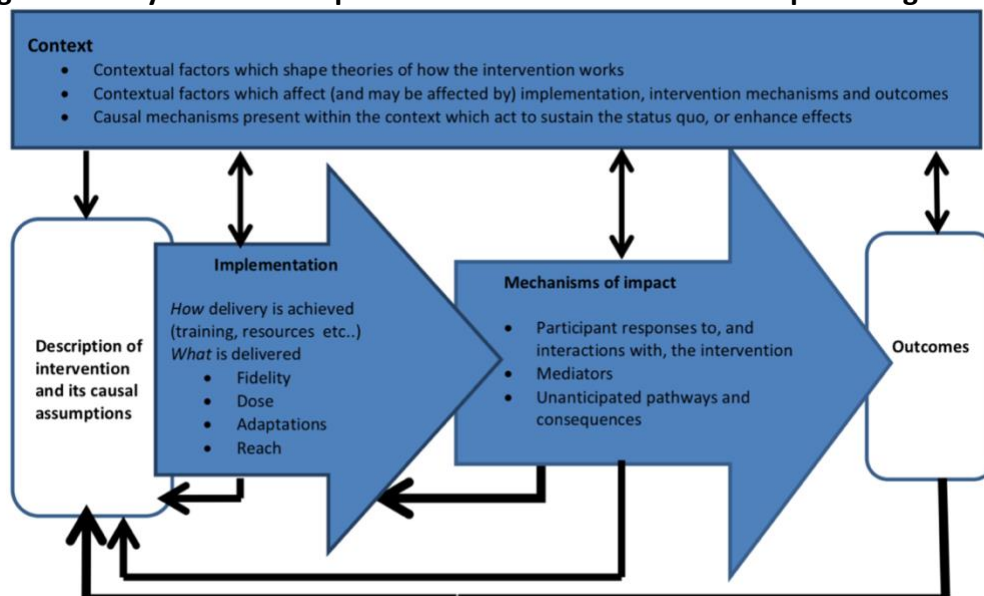 Context
• Contextual factors which shape theories of how the intervention works
• Contextual factors which affect (and may be affected by) implementation, intervention mechanisms and outcomes
• Causal mechanisms present within the context which act to sustain the status quo, or enhance effects
Description of
intervention
and its causal
assumptions
Implementation
How delivery is achieved
(training, resources etc..)
What is delivered
• Fidelity
• Dose
• Adaptations
• Reach
Mechanisms of impact
• Participant responses to, and
interactions with, the intervention
• Mediators
• Unanticipated pathways and
consequences
Outcomes